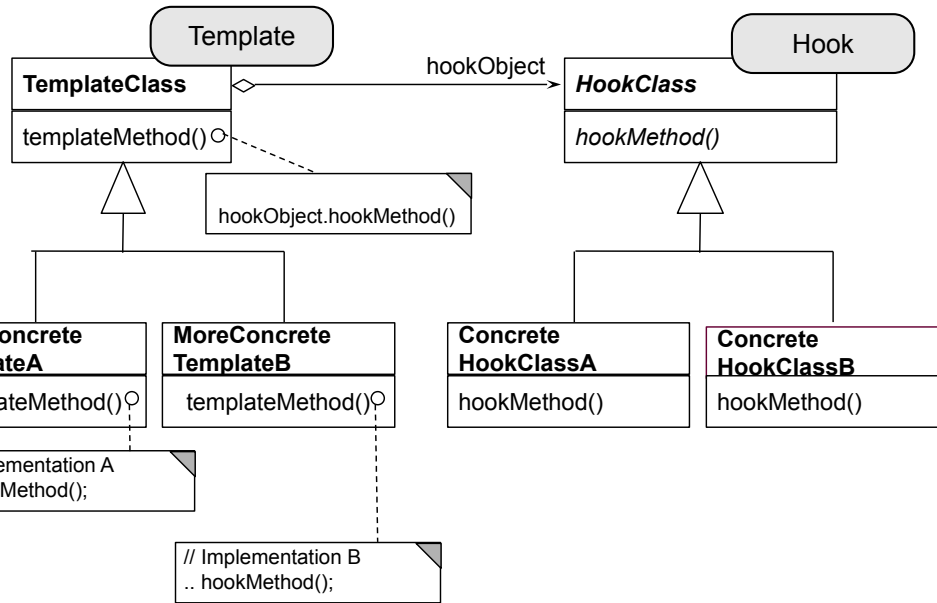 Template
Hook
TemplateClass
hookObject
HookClass
templateMethod()
hookMethod()
hookObject.hookMethod()
oncrete
ateA
MoreConcrete
TemplateB
Concrete
HookClassA
Concrete
HookClassB
ateMethod()
templateMethod()
hookMethod()
hookMethod()
ementation A
Method();
// Implementation B
.. hookMethod();